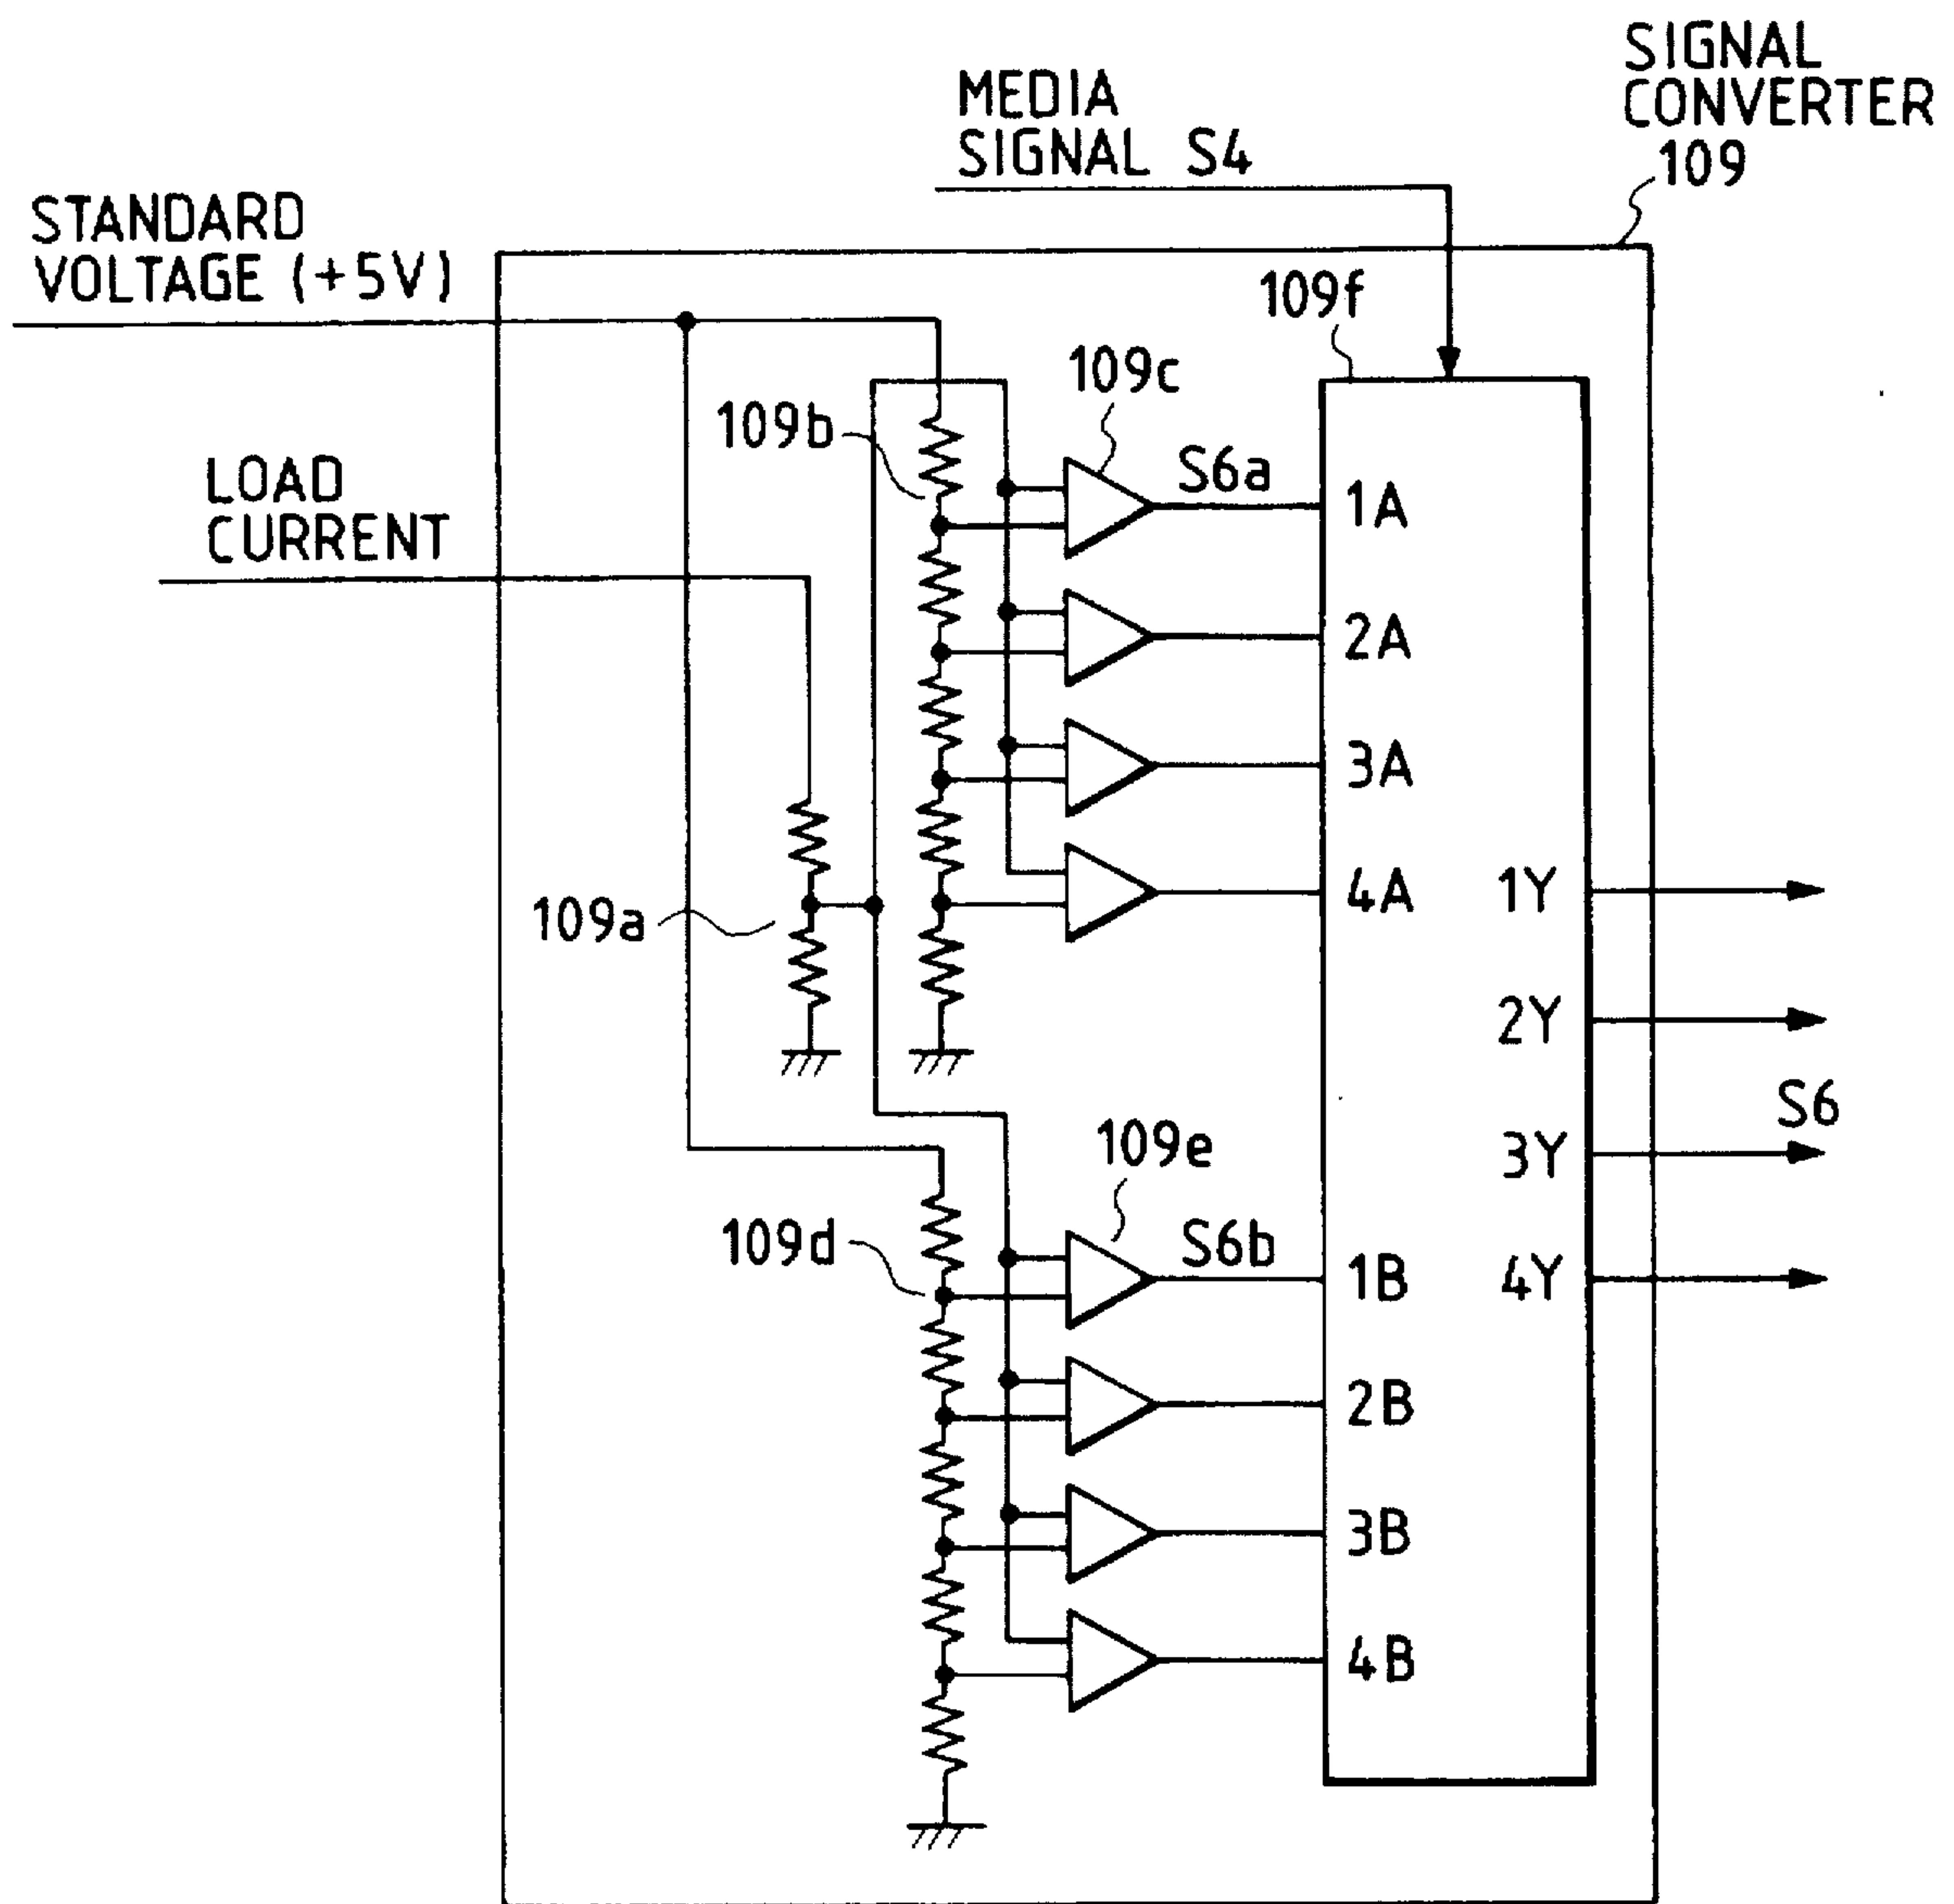 SIGNAL
CONVERTER
109
MEDIA
SIGNAL S4
STANDARD
VOLTAGE (+5V)
109f
109c
109b
LOAD
CURRENT
S6a
1A
2A
3A
4A
1Y
109a
2Y
S6
3Y
109e
109d
S6b
1B
4Y
2B
3B
4B